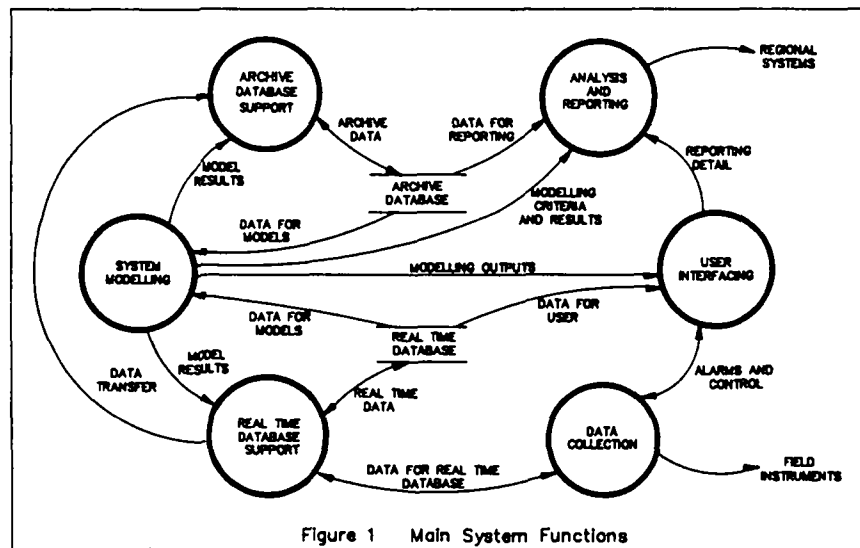 ARCHIVE
DATABASE
SUPPORT
ANALYSIS
AND
REPORTING
REGIONAL
SYSTEMS
ARCHIVE
DATA
DATA FOR
REPORTING
MODEL
RESULTS
ARCHIVE
DATABASE
MODELLING
CRITERIA
AND RESULTS
REPORTING
DETAIL
DATA FOR
MODELS
SYSTEM
MODELLING
MODELLING OUTPUTS
USER
INTERFACING
DATA FOR
MODELS
REAL TIME
DATABASE
DATA FOR
USER
DATA
TRANSFER
MODEL
RESULTS
REAL TIME
DATA
ALARMS AND
CONTROL
REAL TIME
DATABASE
SUPPORT
DATA
COLLECTION
DATA FOR REAL TIME
DATABASE
FIELD
INSTRUMENTS
Figure 1 Main System Functions